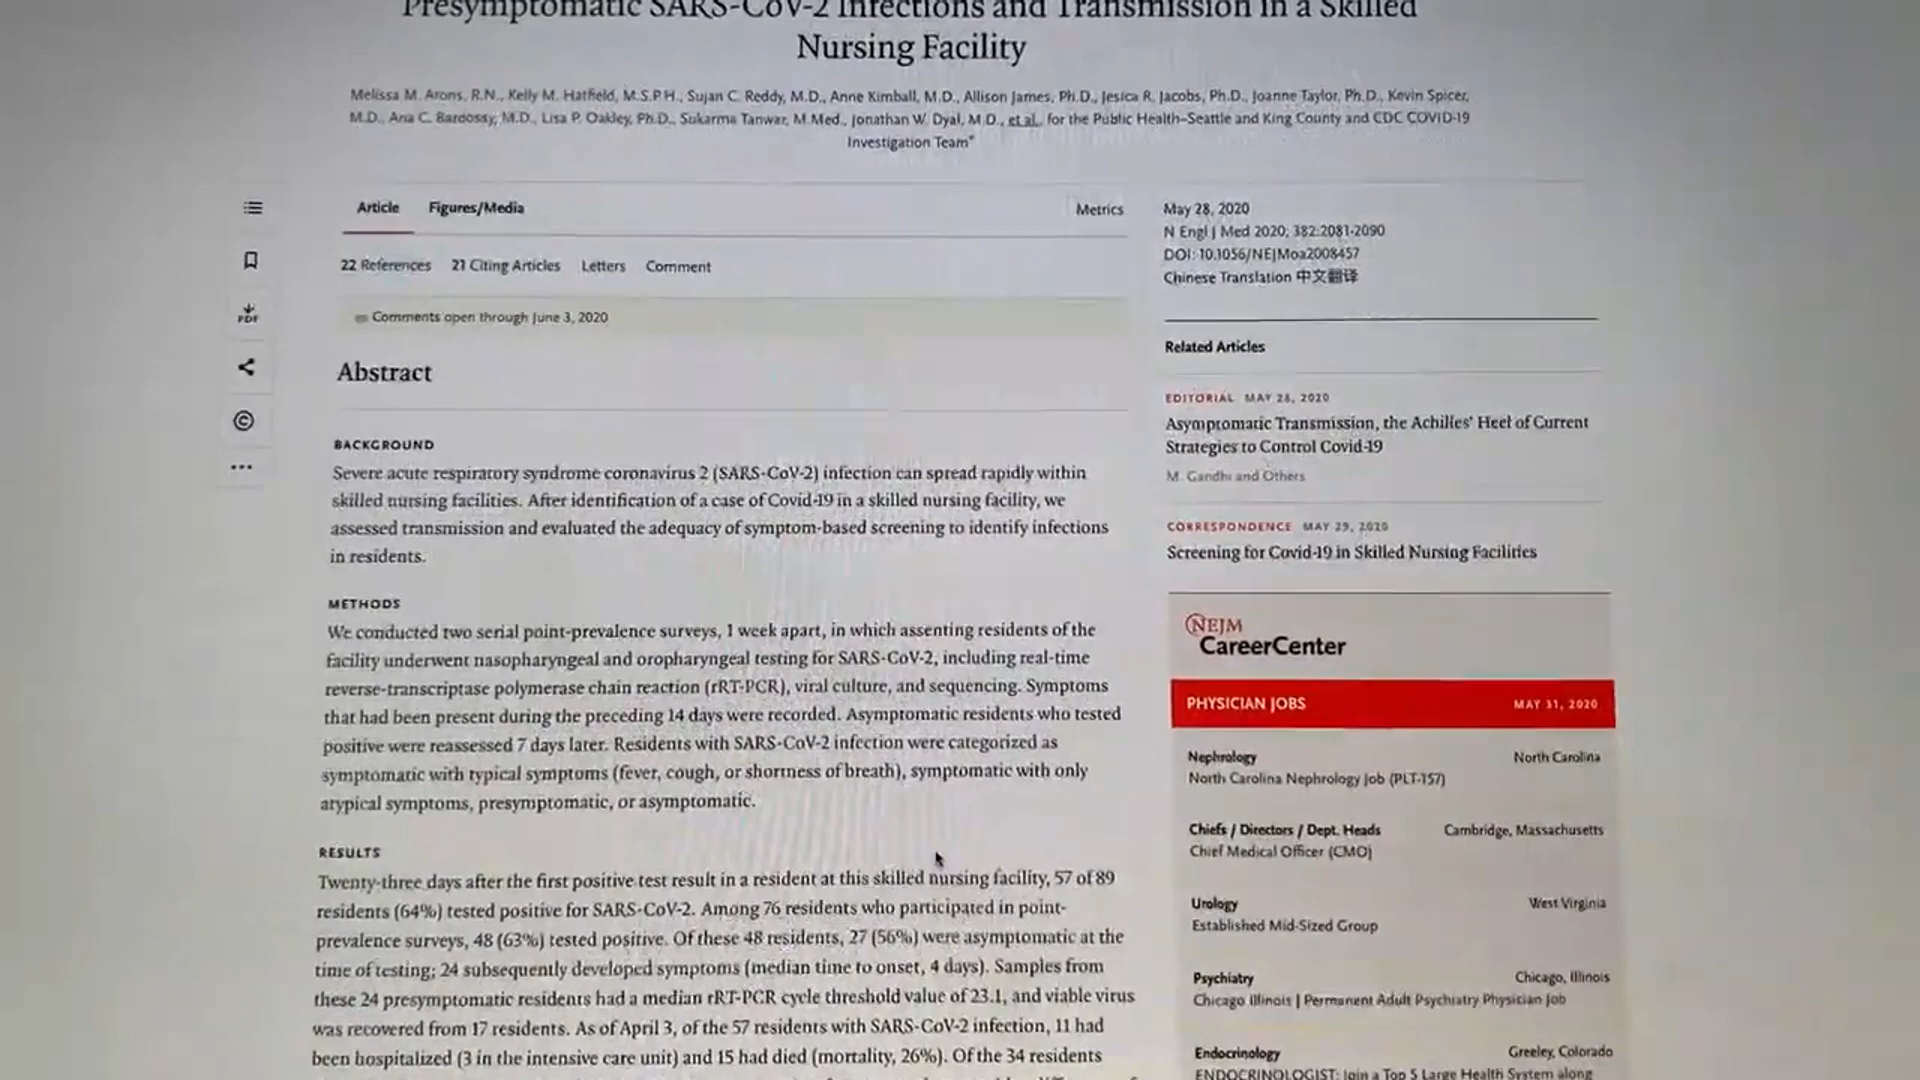 Presymptomatic SARS-CoV-2 Infections and Transmission in a Skilled
Nursing Facility
Melissa M. Arons, R.N., Kelly M. Hatfield, M.S.P.H., Sujan C. Reddy, M.D., Anne Kimball, M.D., Allison James, Ph.D., Jesica R. Jacobs, Ph.D., Joanne Taylor, Ph.D., Kevin Spicer,
M.D., Ana C. Bardossy, M.D., Lisa P. Oakley, Ph.D., Sukarma Tanwar, M.Med., Jonathan W. Dyal, M.D., et al., for the Public Health–Seattle and King County and CDC COVID-19
Investigation Team*
Article Figures/Media Metrics
22 References 21 Citing Articles Letters Comment
Comments open through June 3, 2020
PDF
Abstract
BACKGROUND
Severe acute respiratory syndrome coronavirus 2 (SARS-CoV-2) infection can spread rapidly within
skilled nursing facilities. After identification of a case of Covid-19 in a skilled nursing facility, we
assessed transmission and evaluated the adequacy of symptom-based screening to identify infections
in residents.
METHODS
We conducted two serial point-prevalence surveys, 1 week apart, in which assenting residents of the
facility underwent nasopharyngeal and oropharyngeal testing for SARS-CoV-2, including real-time
reverse-transcriptase polymerase chain reaction (rRT-PCR), viral culture, and sequencing. Symptoms
that had been present during the preceding 14 days were recorded. Asymptomatic residents who tested
positive were reassessed 7 days later. Residents with SARS-CoV-2 infection were categorized as
symptomatic with typical symptoms (fever, cough, or shortness of breath), symptomatic with only
atypical symptoms, presymptomatic, or asymptomatic.
RESULTS
Twenty-three days after the first positive test result in a resident at this skilled nursing facility, 57 of 89
residents (64%) tested positive for SARS-CoV-2. Among 76 residents who participated in point-
prevalence surveys, 48 (63%) tested positive. Of these 48 residents, 27 (56%) were asymptomatic at the
time of testing; 24 subsequently developed symptoms (median time to onset, 4 days). Samples from
these 24 presymptomatic residents had a median rRT-PCR cycle threshold value of 23.1, and viable virus
was recovered from 17 residents. As of April 3, of the 57 residents with SARS-CoV-2 infection, 11 had
been hospitalized (3 in the intensive care unit) and 15 had died (mortality, 26%). Of the 34 residents
May 28, 2020
N Engl J Med 2020; 382:2081-2090
DOI: 10.1056/NEJMoa2008457
Chinese Translation 中文翻译
Related Articles
EDITORIAL MAY 28, 2020
Asymptomatic Transmission, the Achilles' Heel of Current
Strategies to Control Covid-19
M. Gandhi and Others
CORRESPONDENCE MAY 29, 2020
Screening for Covid-19 in Skilled Nursing Facilities
NEJM
CareerCenter
PHYSICIAN JOBS MAY 31, 2020
Nephrology North Carolina
North Carolina Nephrology Job (PLT-157)
Chiefs / Directors / Dept. Heads Cambridge, Massachusetts
Chief Medical Officer (CMO)
Urology West Virginia
Established Mid-Sized Group
Psychiatry Chicago, Illinois
Chicago Illinois | Permanent Adult Psychiatry Physician Job
Endocrinology Greeley, Colorado
ENDOCRINOLOGIST: Join a Top 5 Large Health System along